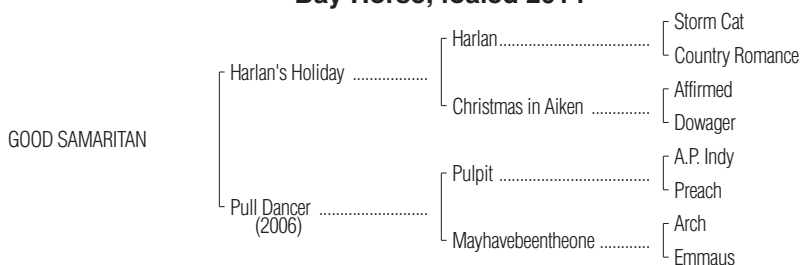 Bay Horse; foaled 2014
Storm Cat
Harlan
Country Romance
Harlan's Holiday
Affirmed
Christmas in Aiken
Dowager
GOOD SAMARITAN
A.P. Indy
Pulpit
Preach
Pull Dancer
(2006)
Arch
Mayhavebeentheone
Emmaus